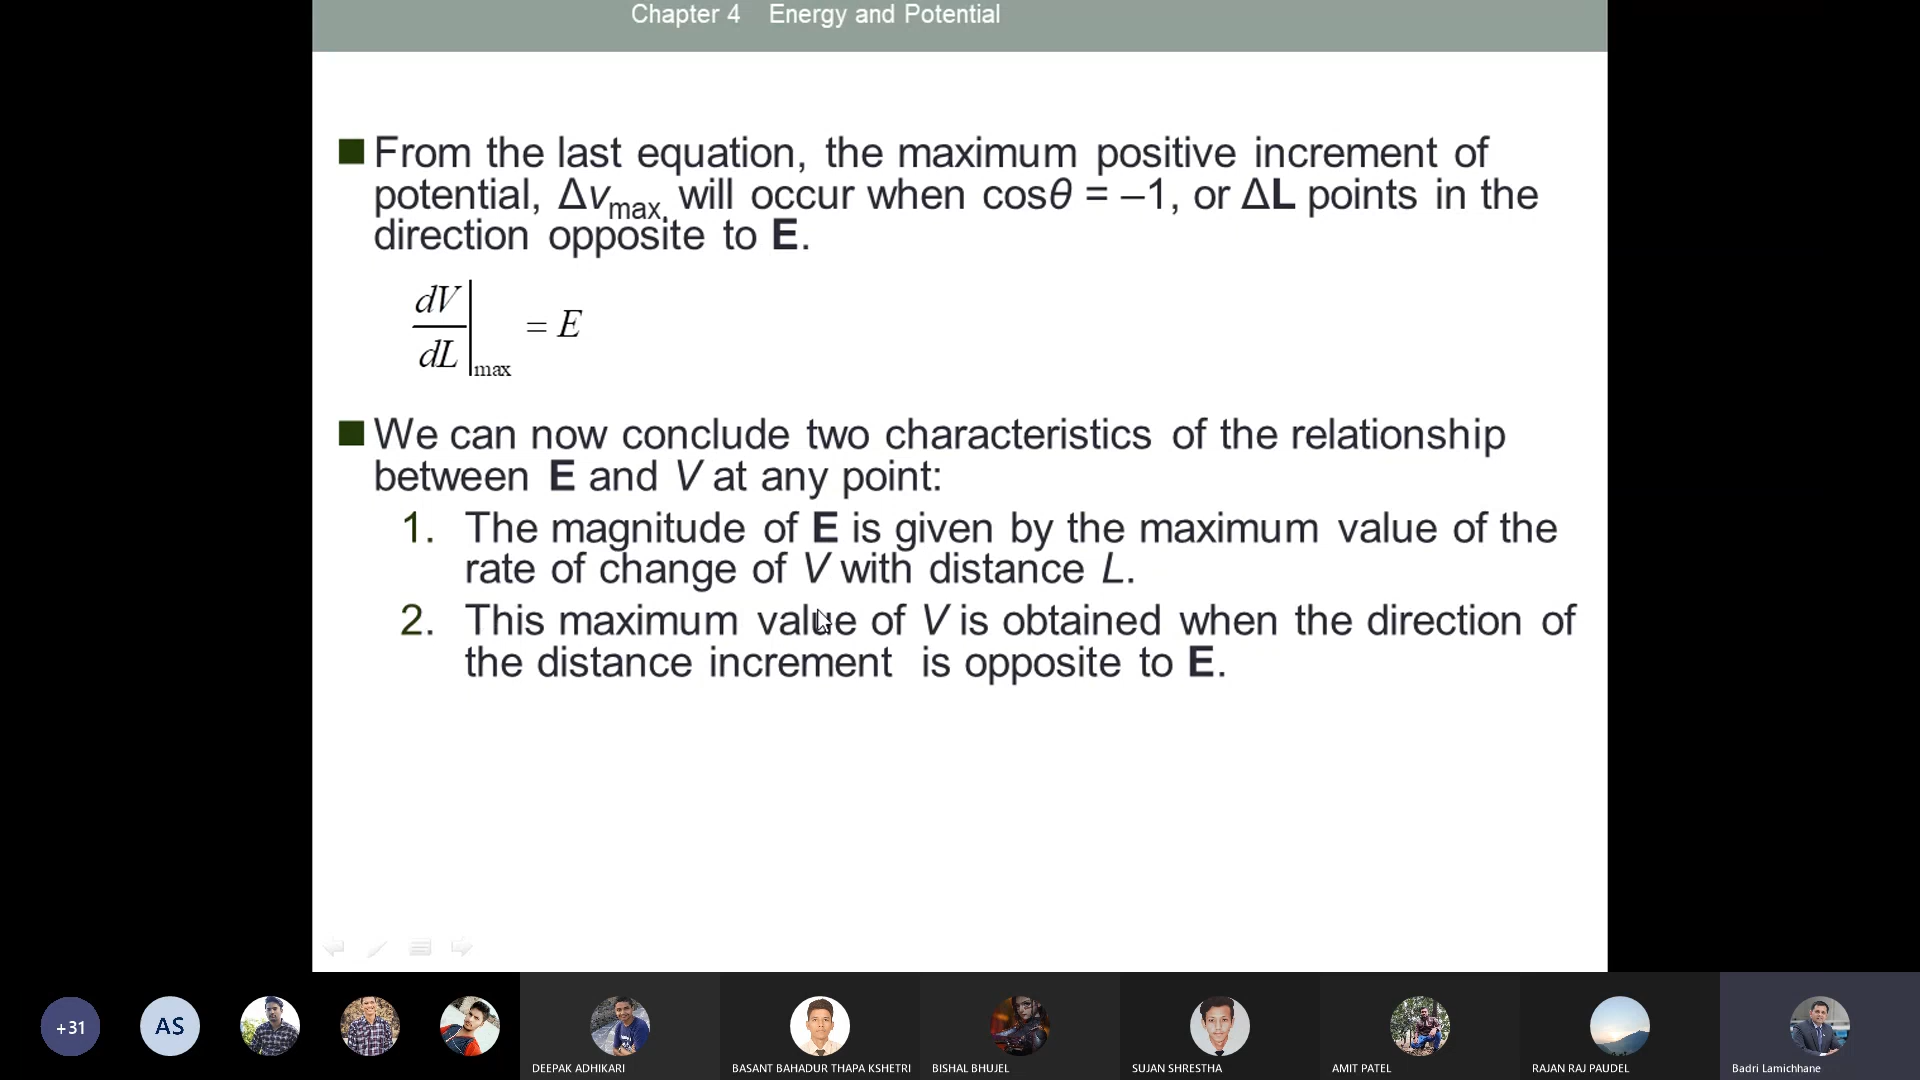 Chapter 4 Energy and Potential
From the last equation, the maximum positive increment of
potential, Δvmax, will occur when cosθ = –1, or ΔL points in the
direction opposite to E.
dV
dL
max
= E
We can now conclude two characteristics of the relationship
between E and V at any point:
1. The magnitude of E is given by the maximum value of the
rate of change of V with distance L.
2. This maximum value of V is obtained when the direction of
the distance increment is opposite to E.
+31
AS
DEEPAK ADHIKARI
BASANT BAHADUR THAPA KSHETRI
BISHAL BHUJEL
SUJAN SHRESTHA
AMIT PATEL
RAJAN RAJ PAUDEL
Badri Lamichhane